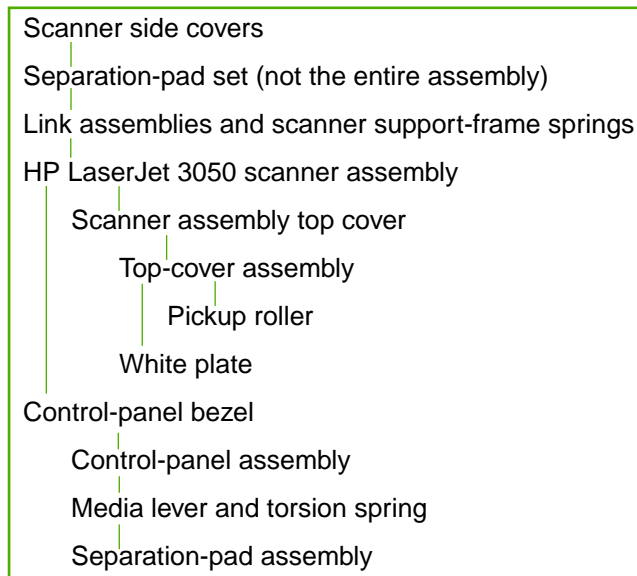 Scanner side covers
Separation-pad set (not the entire assembly)
Link assemblies and scanner support-frame springs
HP LaserJet 3050 scanner assembly
Scanner assembly top cover
Top-cover assembly
Pickup roller
White plate
Control-panel bezel
Control-panel assembly
Media lever and torsion spring
Separation-pad assembly